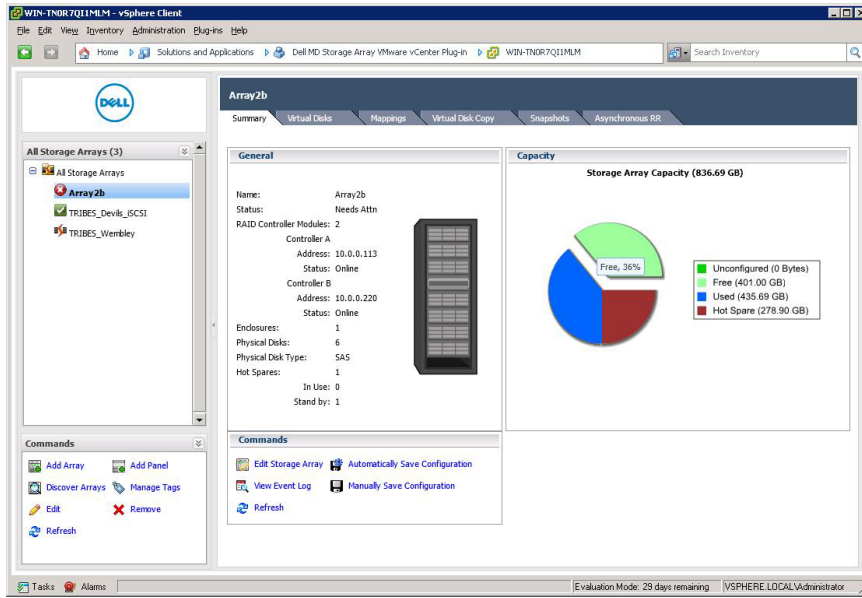 WIN-TN0R7QI1MLM - vSphere Client
File Edit View Inventory Administration Plug-ins Help
Home Solutions and Applications Dell MD Storage Array VMware vCenter Plug-in WIN-TN0R7QI1MLM Search Inventory
DELL
All Storage Arrays (3)
All Storage Arrays
Array2b
TRIBES_Devils_iSCSI
TRIBES_Wembley
Commands
Add Array Add Panel
Discover Arrays Manage Tags
Edit Remove
Refresh
Array2b
Summary Virtual Disks Mappings Virtual Disk Copy Snapshots Asynchronous RR
General
Name: Array2b
Status: Needs Attn
RAID Controller Modules: 2
Controller A
Address: 10.0.0.113
Status: Online
Controller B
Address: 10.0.0.220
Status: Online
Enclosures: 1
Physical Disks: 6
Physical Disk Type: SAS
Hot Spares: 1
In Use: 0
Stand by: 1
Commands
Edit Storage Array Automatically Save Configuration
View Event Log Manually Save Configuration
Refresh
Capacity
Storage Array Capacity (836.69 GB)
Free, 36%
Unconfigured (0 Bytes)
Free (401.00 GB)
Used (435.69 GB)
Hot Spare (278.90 GB)
Tasks Alarms Evaluation Mode: 29 days remaining VSPHERE.LOCAL\Administrator